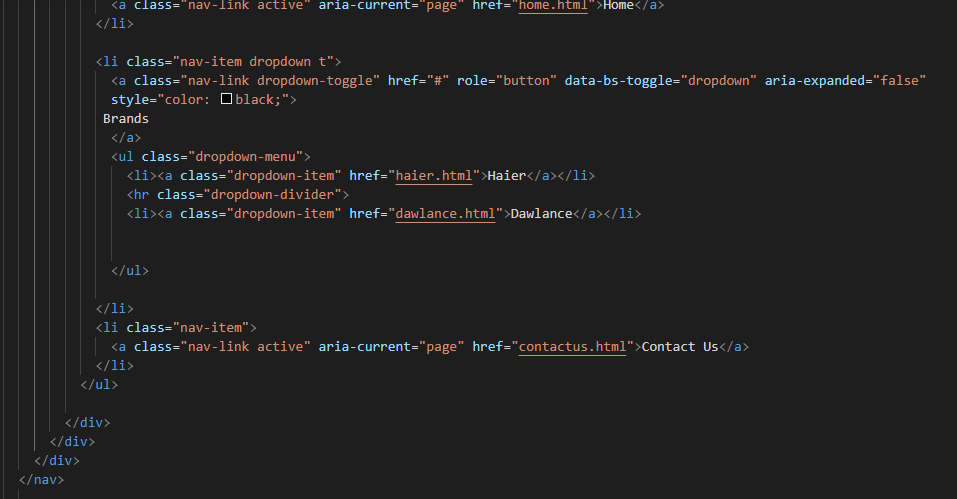 <a class="nav-link active" aria-current="page" href="home.html">Home</a>
</li>
<li class="nav-item dropdown t">
<a class="nav-link dropdown-toggle" href="#" role="button" data-bs-toggle="dropdown" aria-expanded="false"
style="color: black;">
Brands
</a>
<ul class="dropdown-menu">
<li><a class="dropdown-item" href="haier.html">Haier</a></li>
<hr class="dropdown-divider">
<li><a class="dropdown-item" href="dawlance.html">Dawlance</a></li>
</ul>
</li>
<li class="nav-item">
<a class="nav-link active" aria-current="page" href="contactus.html">Contact Us</a>
</li>
</ul>
</div>
</div>
</div>
</nav>